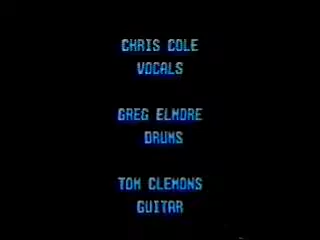 CHRIS COLE
VOCALS
GREG ELMORE
DRUMS
TOM CLEMONS
GUITAR